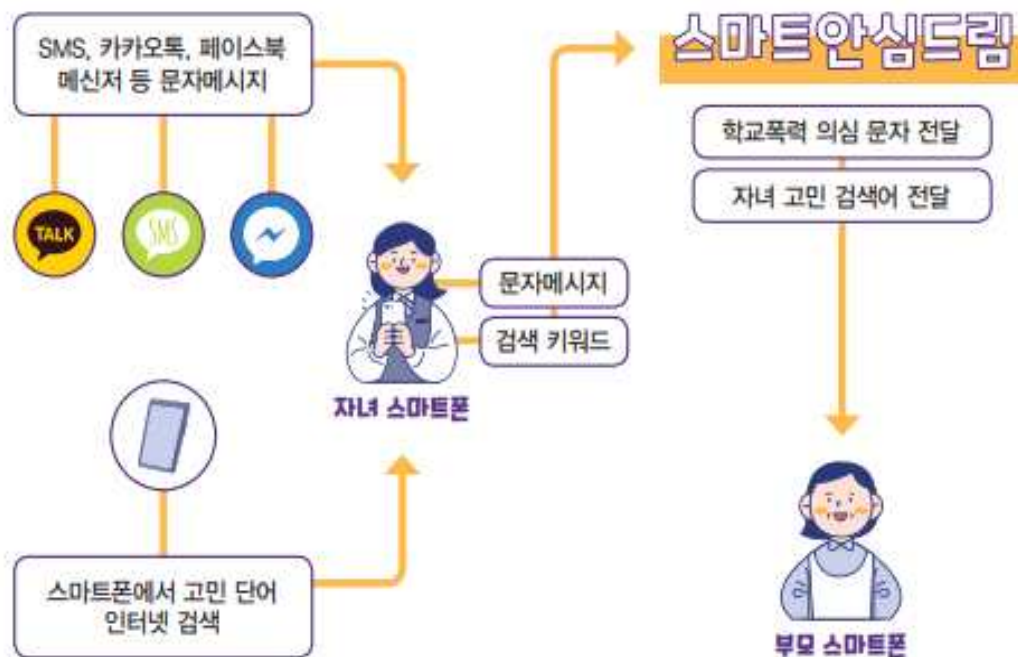 SMS, 카카오톡, 페이스북
메신저 등 문자메시지
TALK
SMS
스마트안심드림
학교폭력 의심 문자 전달
자녀 고민 검색어 전달
문자메시지
검색 키워드
자녀 스마트폰
스마트폰에서 고민 단어
인터넷 검색
부모 스마트폰